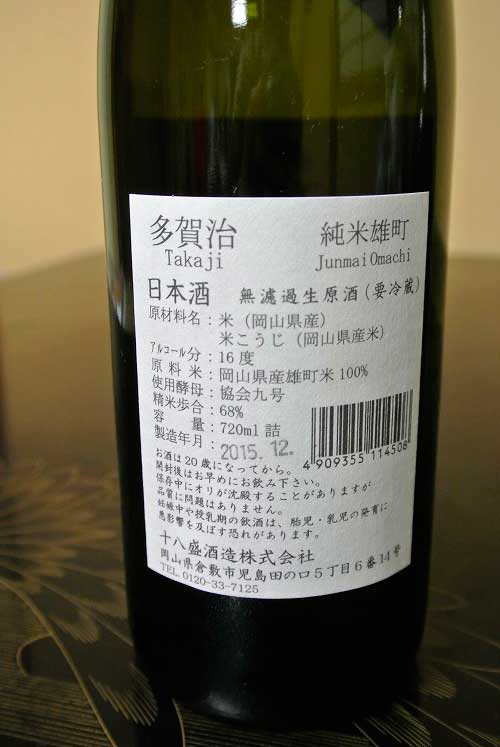 多賀治 純米雄町
Takaji Junmai Omachi
日本酒 無濾過生原酒(要冷蔵)
原材料名：米（岡山県産）
米こうじ（岡山県産米）
アルコール分：16度
原料米：岡山県産雄町米100%
使用酵母：協会九号
精米歩合：68%
容量：720ml詰
製造年月：2015.12.
4909355114508
お酒は20歳になってから。
開封後はお早めにお飲み下さい。
保存中にオリが沈殿することがありますが
品質に問題はありません。
妊娠中や授乳期の飲酒は、胎児・乳児の発育に
悪影響を及ぼす恐れがあります。
十八盛酒造株式会社
岡山県倉敷市児島田の口5丁目6番14号
TEL.0120-33-7125